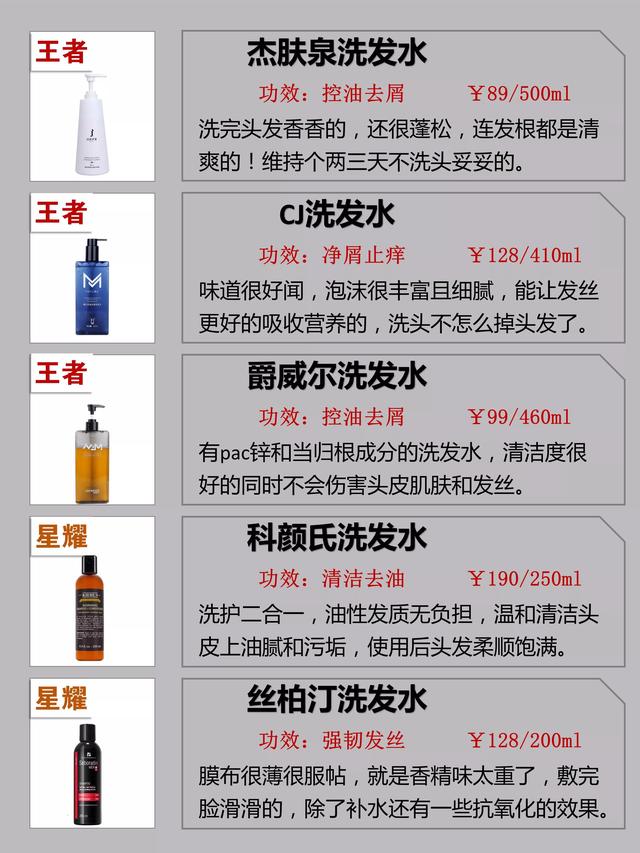 王者
杰肤泉洗发水
功效：控油去屑 ￥89/500ml
洗完头发香香的，还很蓬松，连发根都是清
爽的！维持个两三天不洗头妥妥的。
王者
CJ洗发水
功效：净屑止痒 ￥128/410ml
味道很好闻，泡沫很丰富且细腻，能让发丝
更好的吸收营养的，洗头不怎么掉头发了。
王者
爵威尔洗发水
功效：控油去屑 ￥99/460ml
有pac锌和当归根成分的洗发水，清洁度很
好的同时不会伤害头皮肌肤和发丝。
星耀
科颜氏洗发水
功效：清洁去油 ￥190/250ml
KIEHL'S
洗护二合一，油性发质无负担，温和清洁头
皮上油腻和污垢，使用后头发柔顺饱满。
星耀
丝柏汀洗发水
功效：强韧发丝 ￥128/200ml
膜布很薄很服帖，就是香精味太重了，敷完
脸滑滑的，除了补水还有一些抗氧化的效果。